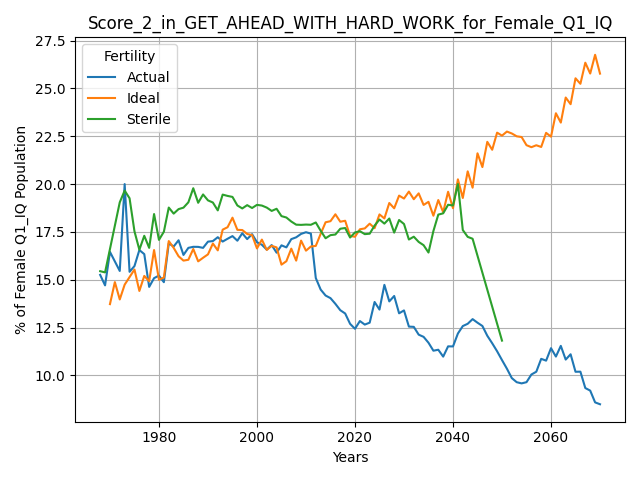 Score_2_in_GET_AHEAD_WITH_HARD_WORK_for_Female_Q1_IQ
Fertility
Actual
Ideal
Sterile
% of Female Q1_IQ Population
27.5
25.0
22.5
20.0
17.5
15.0
12.5
10.0
1980
2000
2020
2040
2060
Years